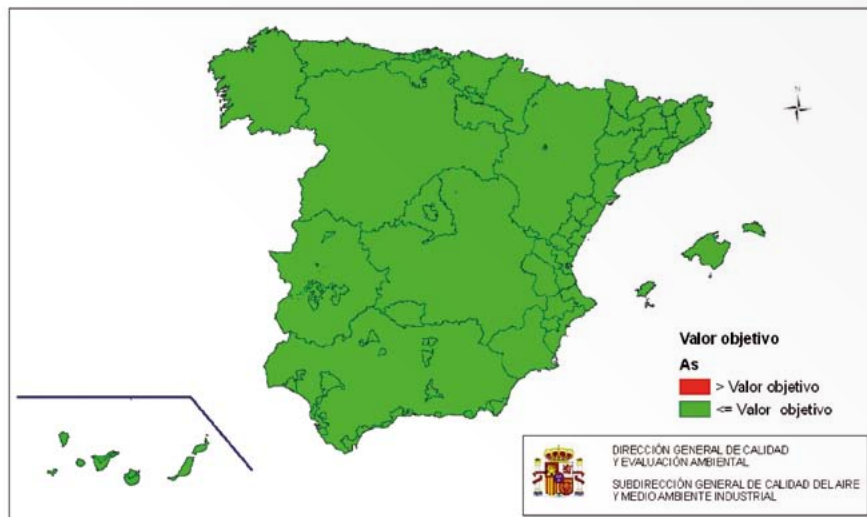 N
Valor objetivo
As
> Valor objetivo
<= Valor objetivo
DIRECCIÓN GENERAL DE CALIDAD
Y EVALUACIÓN AMBIENTAL
SUBDIRECCIÓN GENERAL DE CALIDAD DEL AIRE
Y MEDIO AMBIENTE INDUSTRIAL